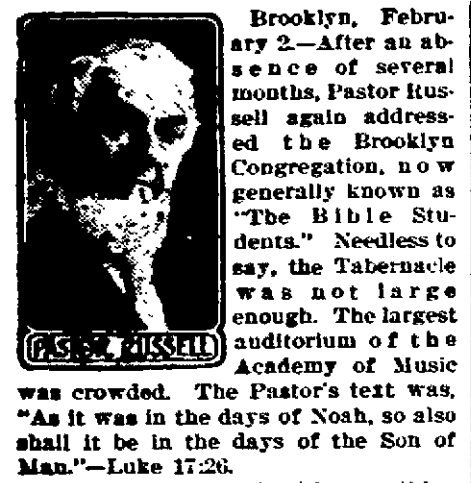 Brooklyn, Febru-
ary 2.—After an ab-
sence of several
months, Pastor Rus-
sell again address-
ed the Brooklyn
Congregation, now
generally known as
"The Bible Stu-
dents." Needless to
say, the Tabernacle
was not large
enough. The largest
auditorium of the
Academy of Music
was crowded. The Pastor's text was,
"As it was in the days of Noah, so also
shall it be in the days of the Son of
Man."—Luke 17:26.
PASTOR RUSSELL